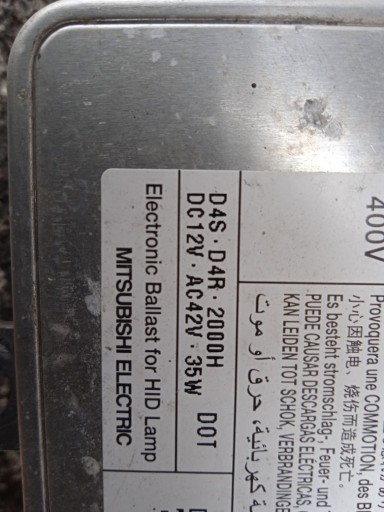 400V
Provoquera une COMMOTION, des
小心因触电、烧伤而造成死亡。
Es besteht stromschlag-, Feuer- und
PUEDE CAUSAR DESCARGAS ELÉCTRICAS,
KAN LEIDEN TOT SCHOK, VERBRANDINGE
كهربائية، حرق أو موت
D4S · D4R · 2000H
DC12V · AC42V · 35W DOT
Electronic Ballast for HID Lamp
MITSUBISHI ELECTRIC